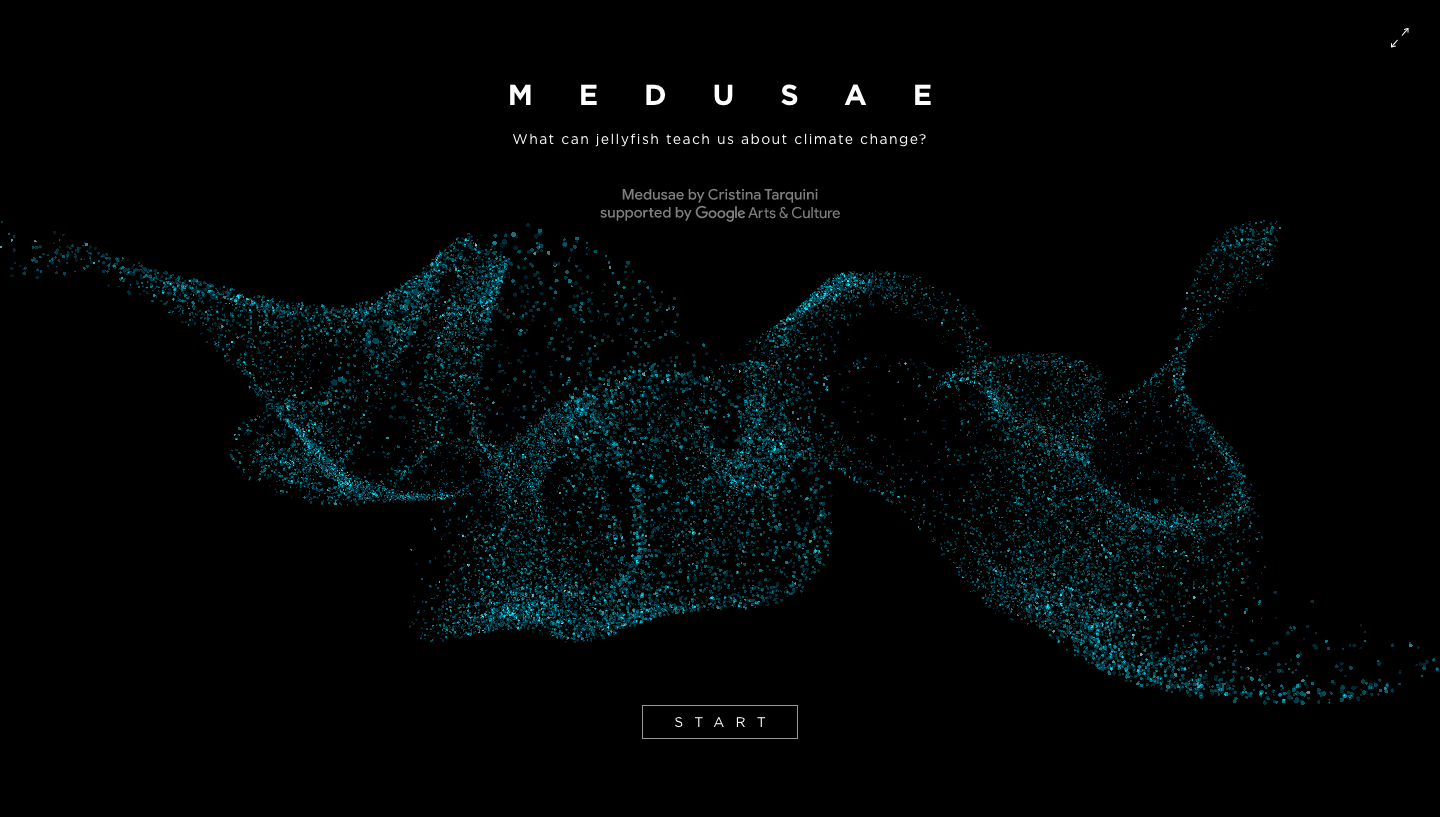 MEDUSAE
What can jellyfish teach us about climate change?
Medusae by Cristina Tarquini
supported by Google Arts & Culture
START